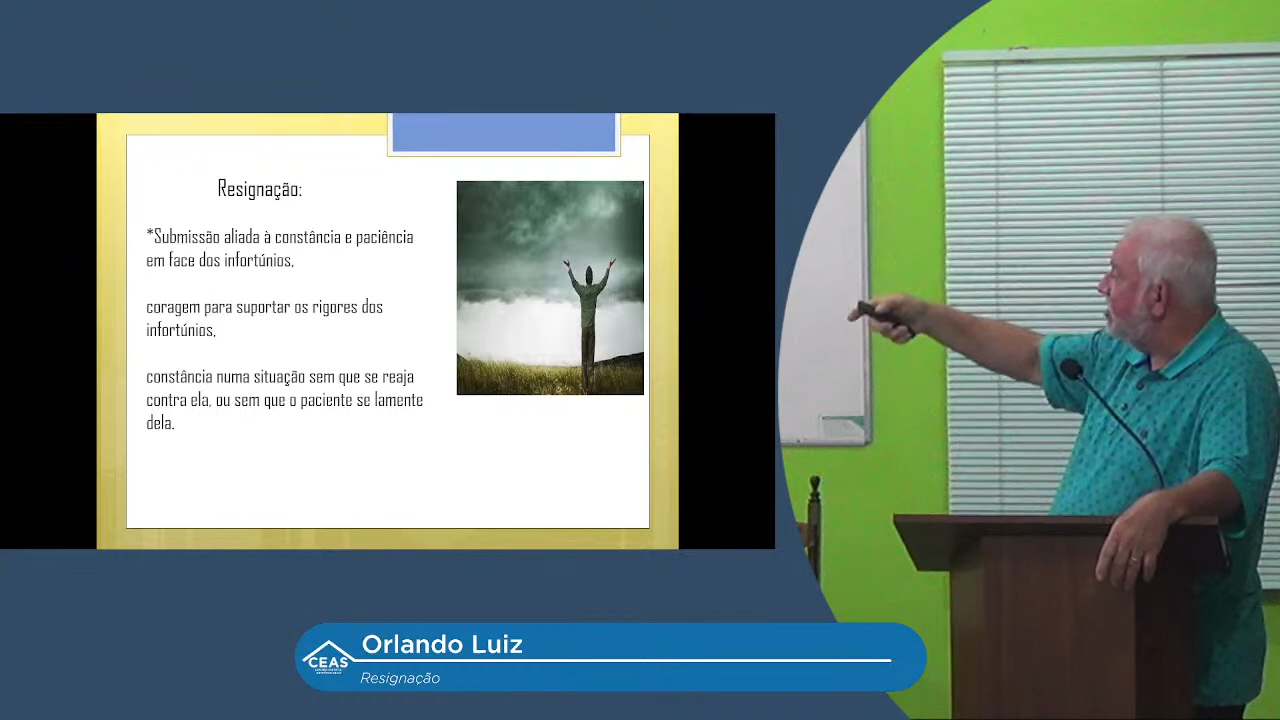 Resignação:
*Submissão aliada à constância e paciência
em face dos infortúnios,
coragem para suportar os rigores dos
infortúnios,
constância numa situação sem que se reaja
contra ela, ou sem que o paciente se lamente
dela.
Orlando Luiz
CEAS
Resignação